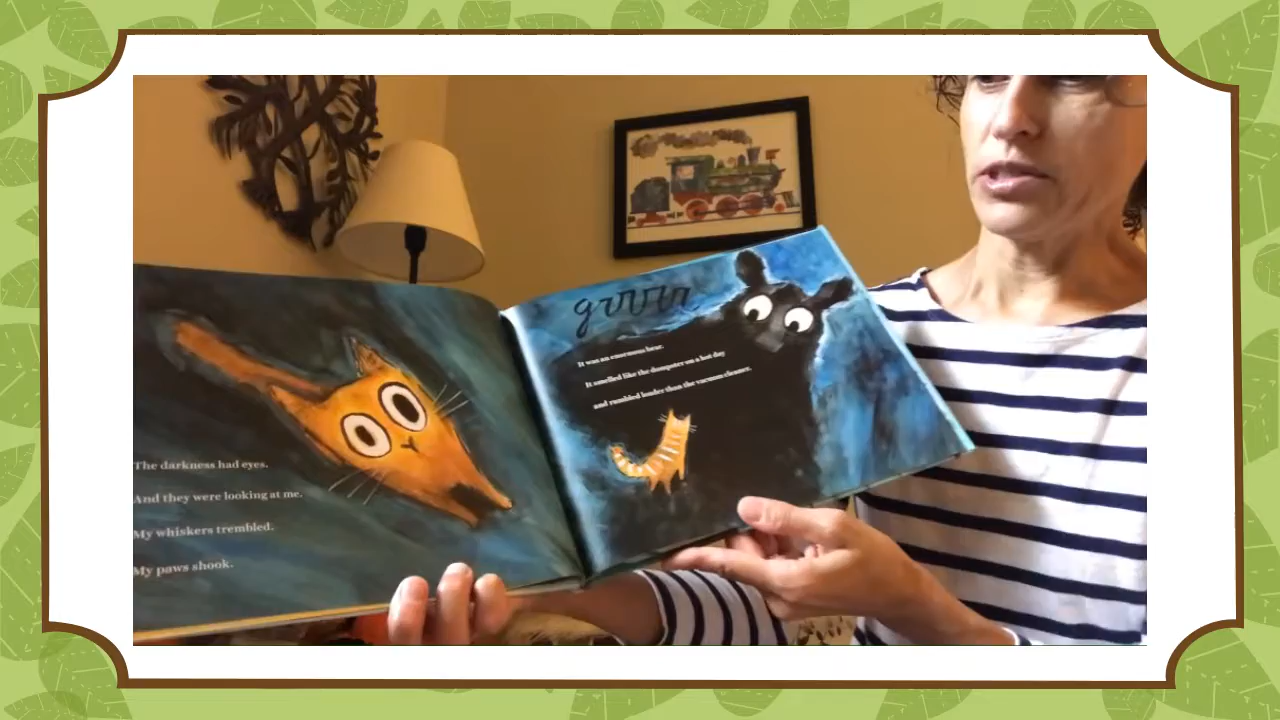 The darkness had eyes.
And they were looking at me.
My whiskers trembled.
My paws shook.
grrrrr
It was an enormous bear.
It smelled like the dumpster on a hot day
and rumbled louder than the vacuum cleaner.